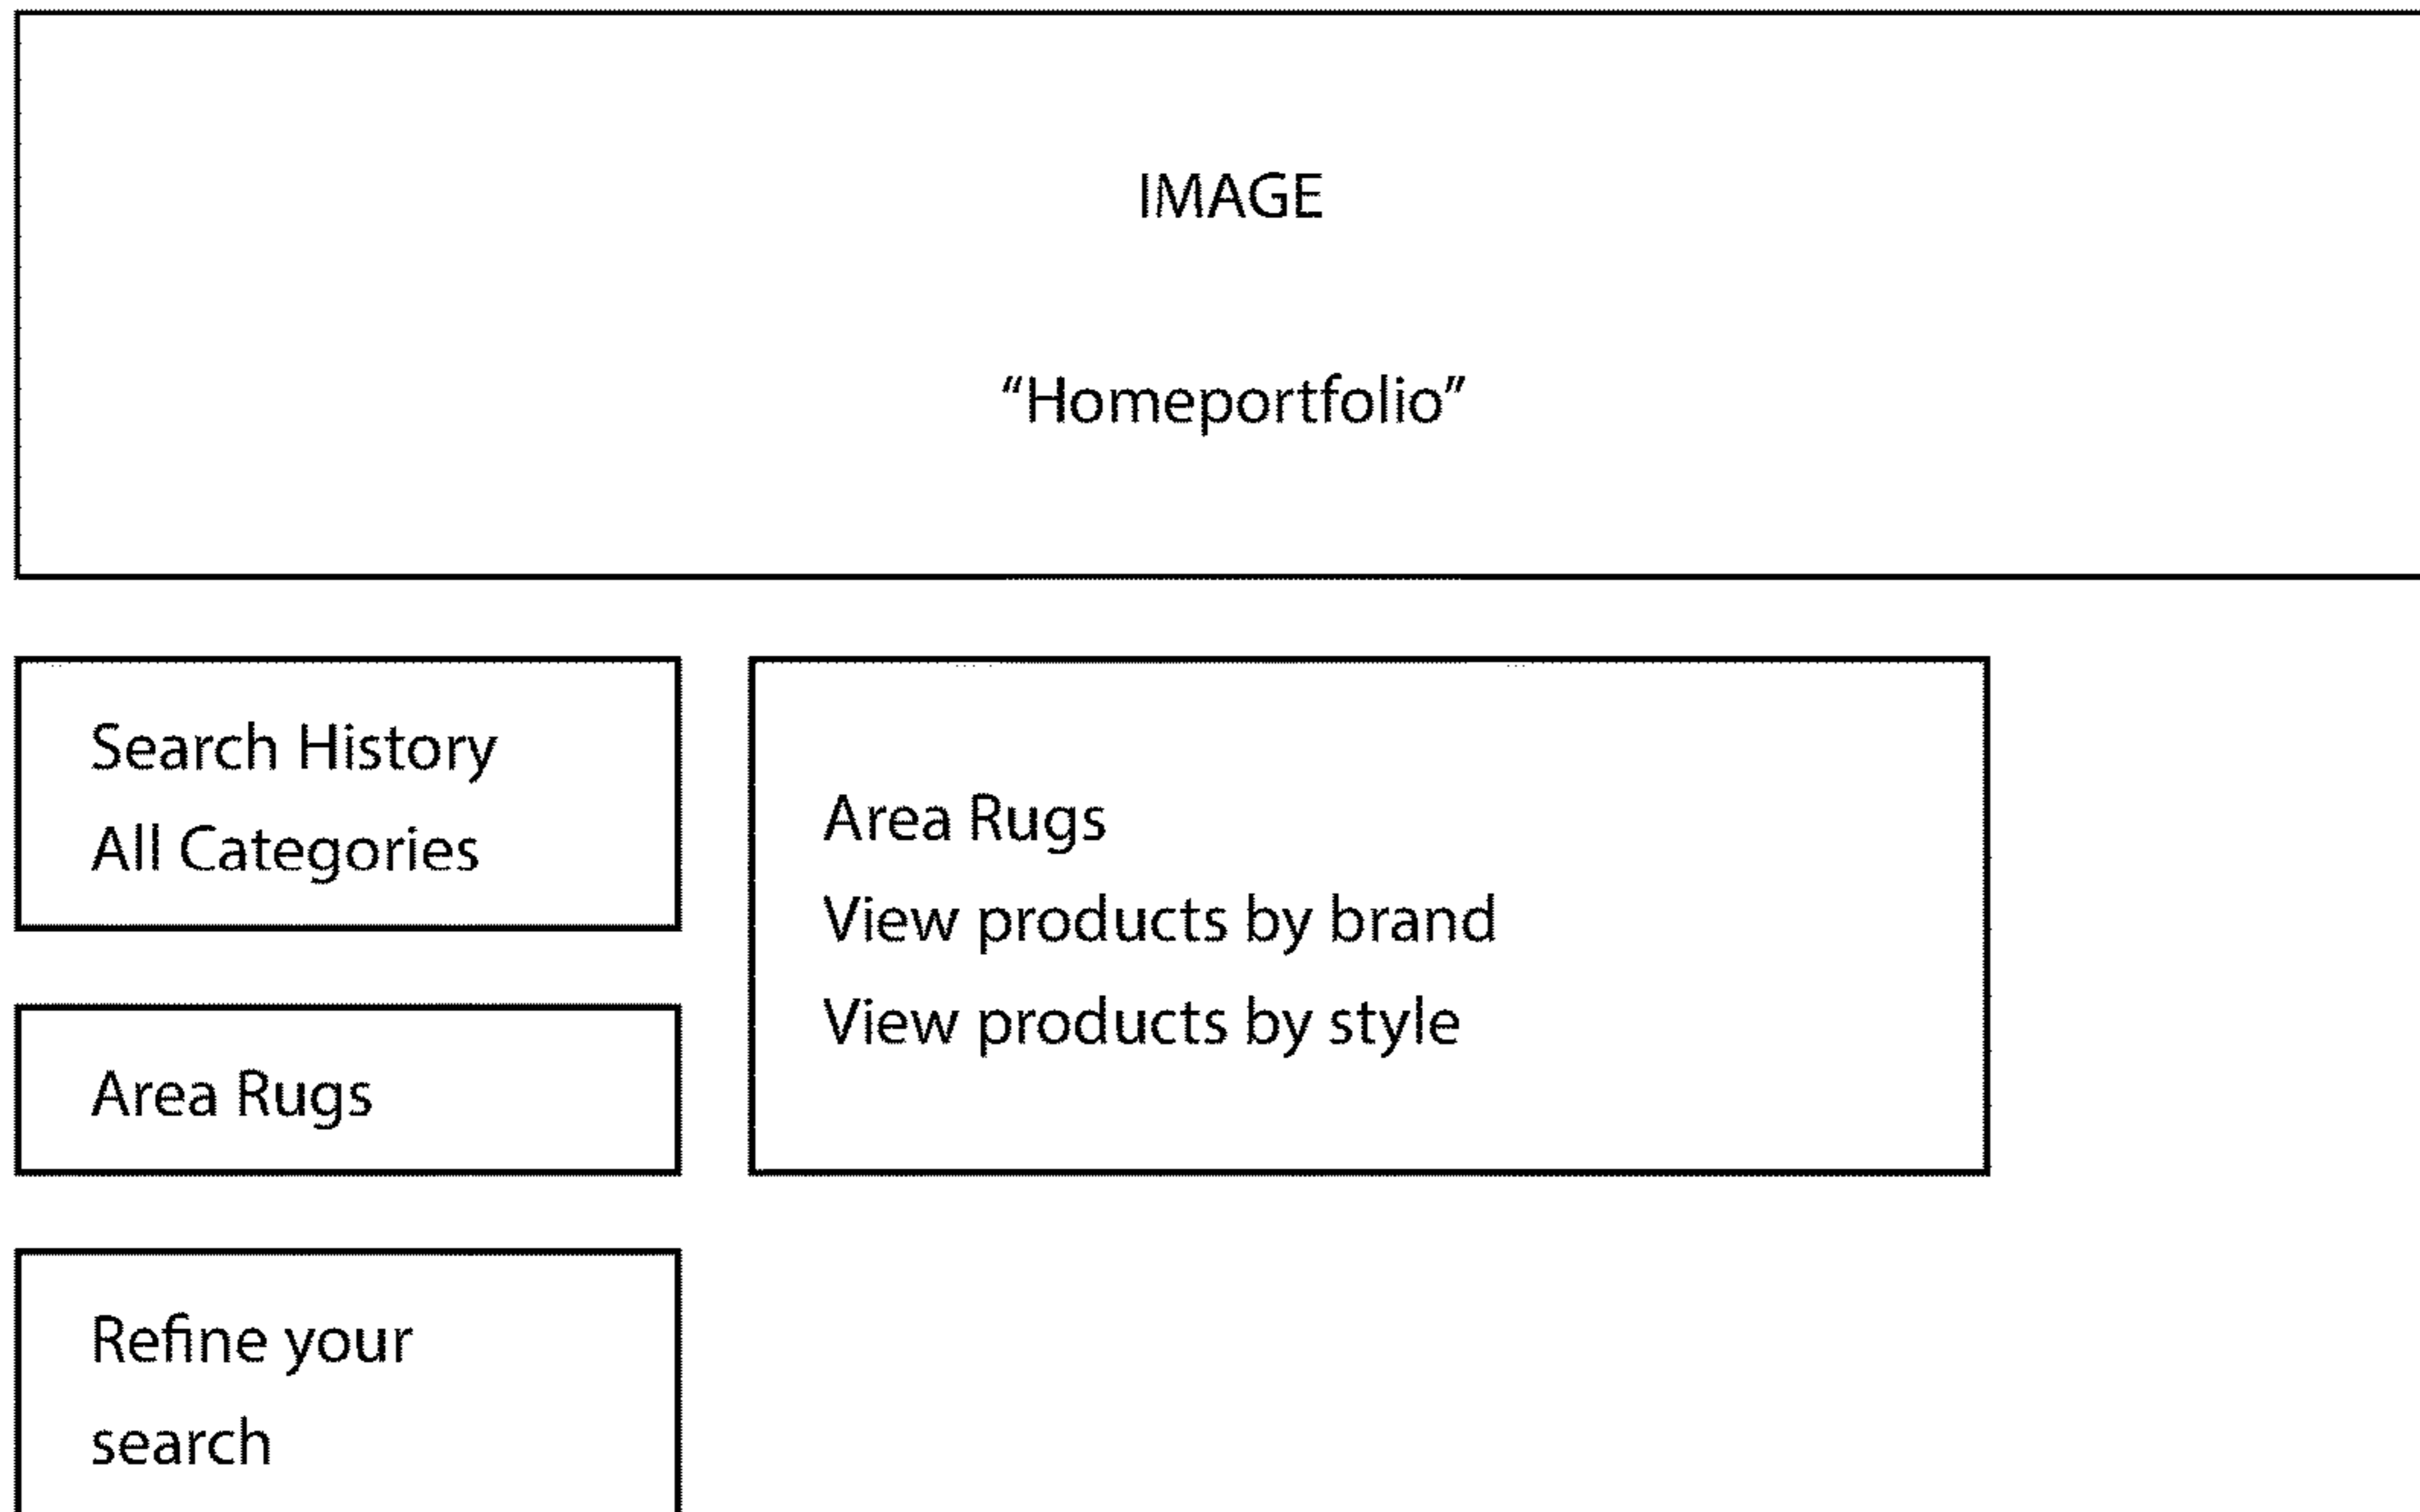 IMAGE
“Homeportfolio”
Search History
All Categories
Area Rugs
Refine your
search
Area Rugs
View products by brand
View products by style